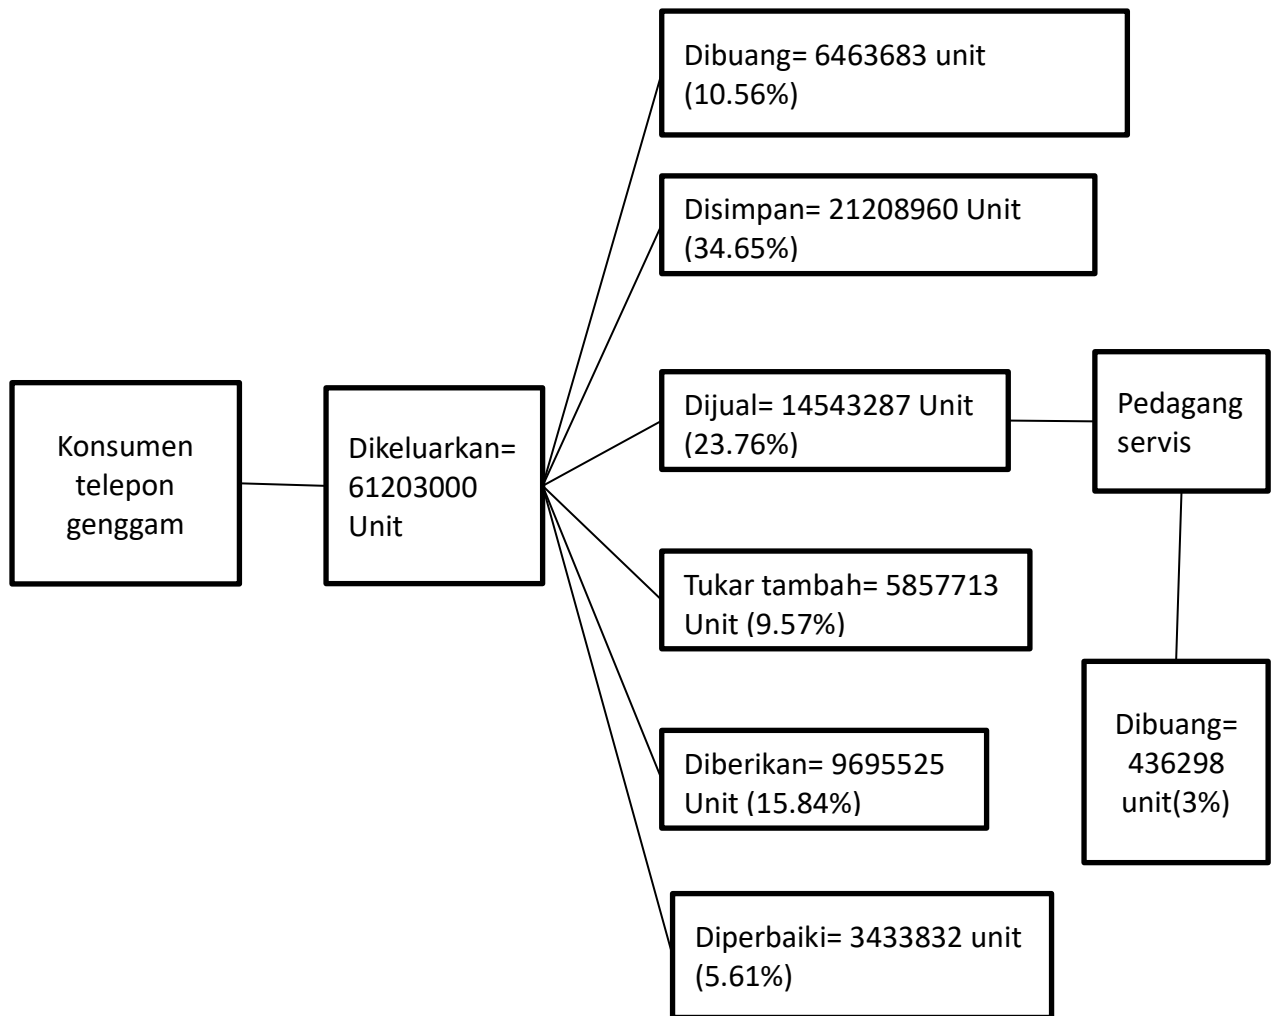 Dibuang= 6463683 unit
(10.56%)
Disimpan= 21208960 Unit
(34.65%)
Konsumen
telepon
genggam
Dikeluarkan=
61203000
Unit
Dijual= 14543287 Unit
(23.76%)
Pedagang
servis
Tukar tambah= 5857713
Unit (9.57%)
Diberikan= 9695525
Unit (15.84%)
Dibuang=
436298
unit(3%)
Diperbaiki= 3433832 unit
(5.61%)